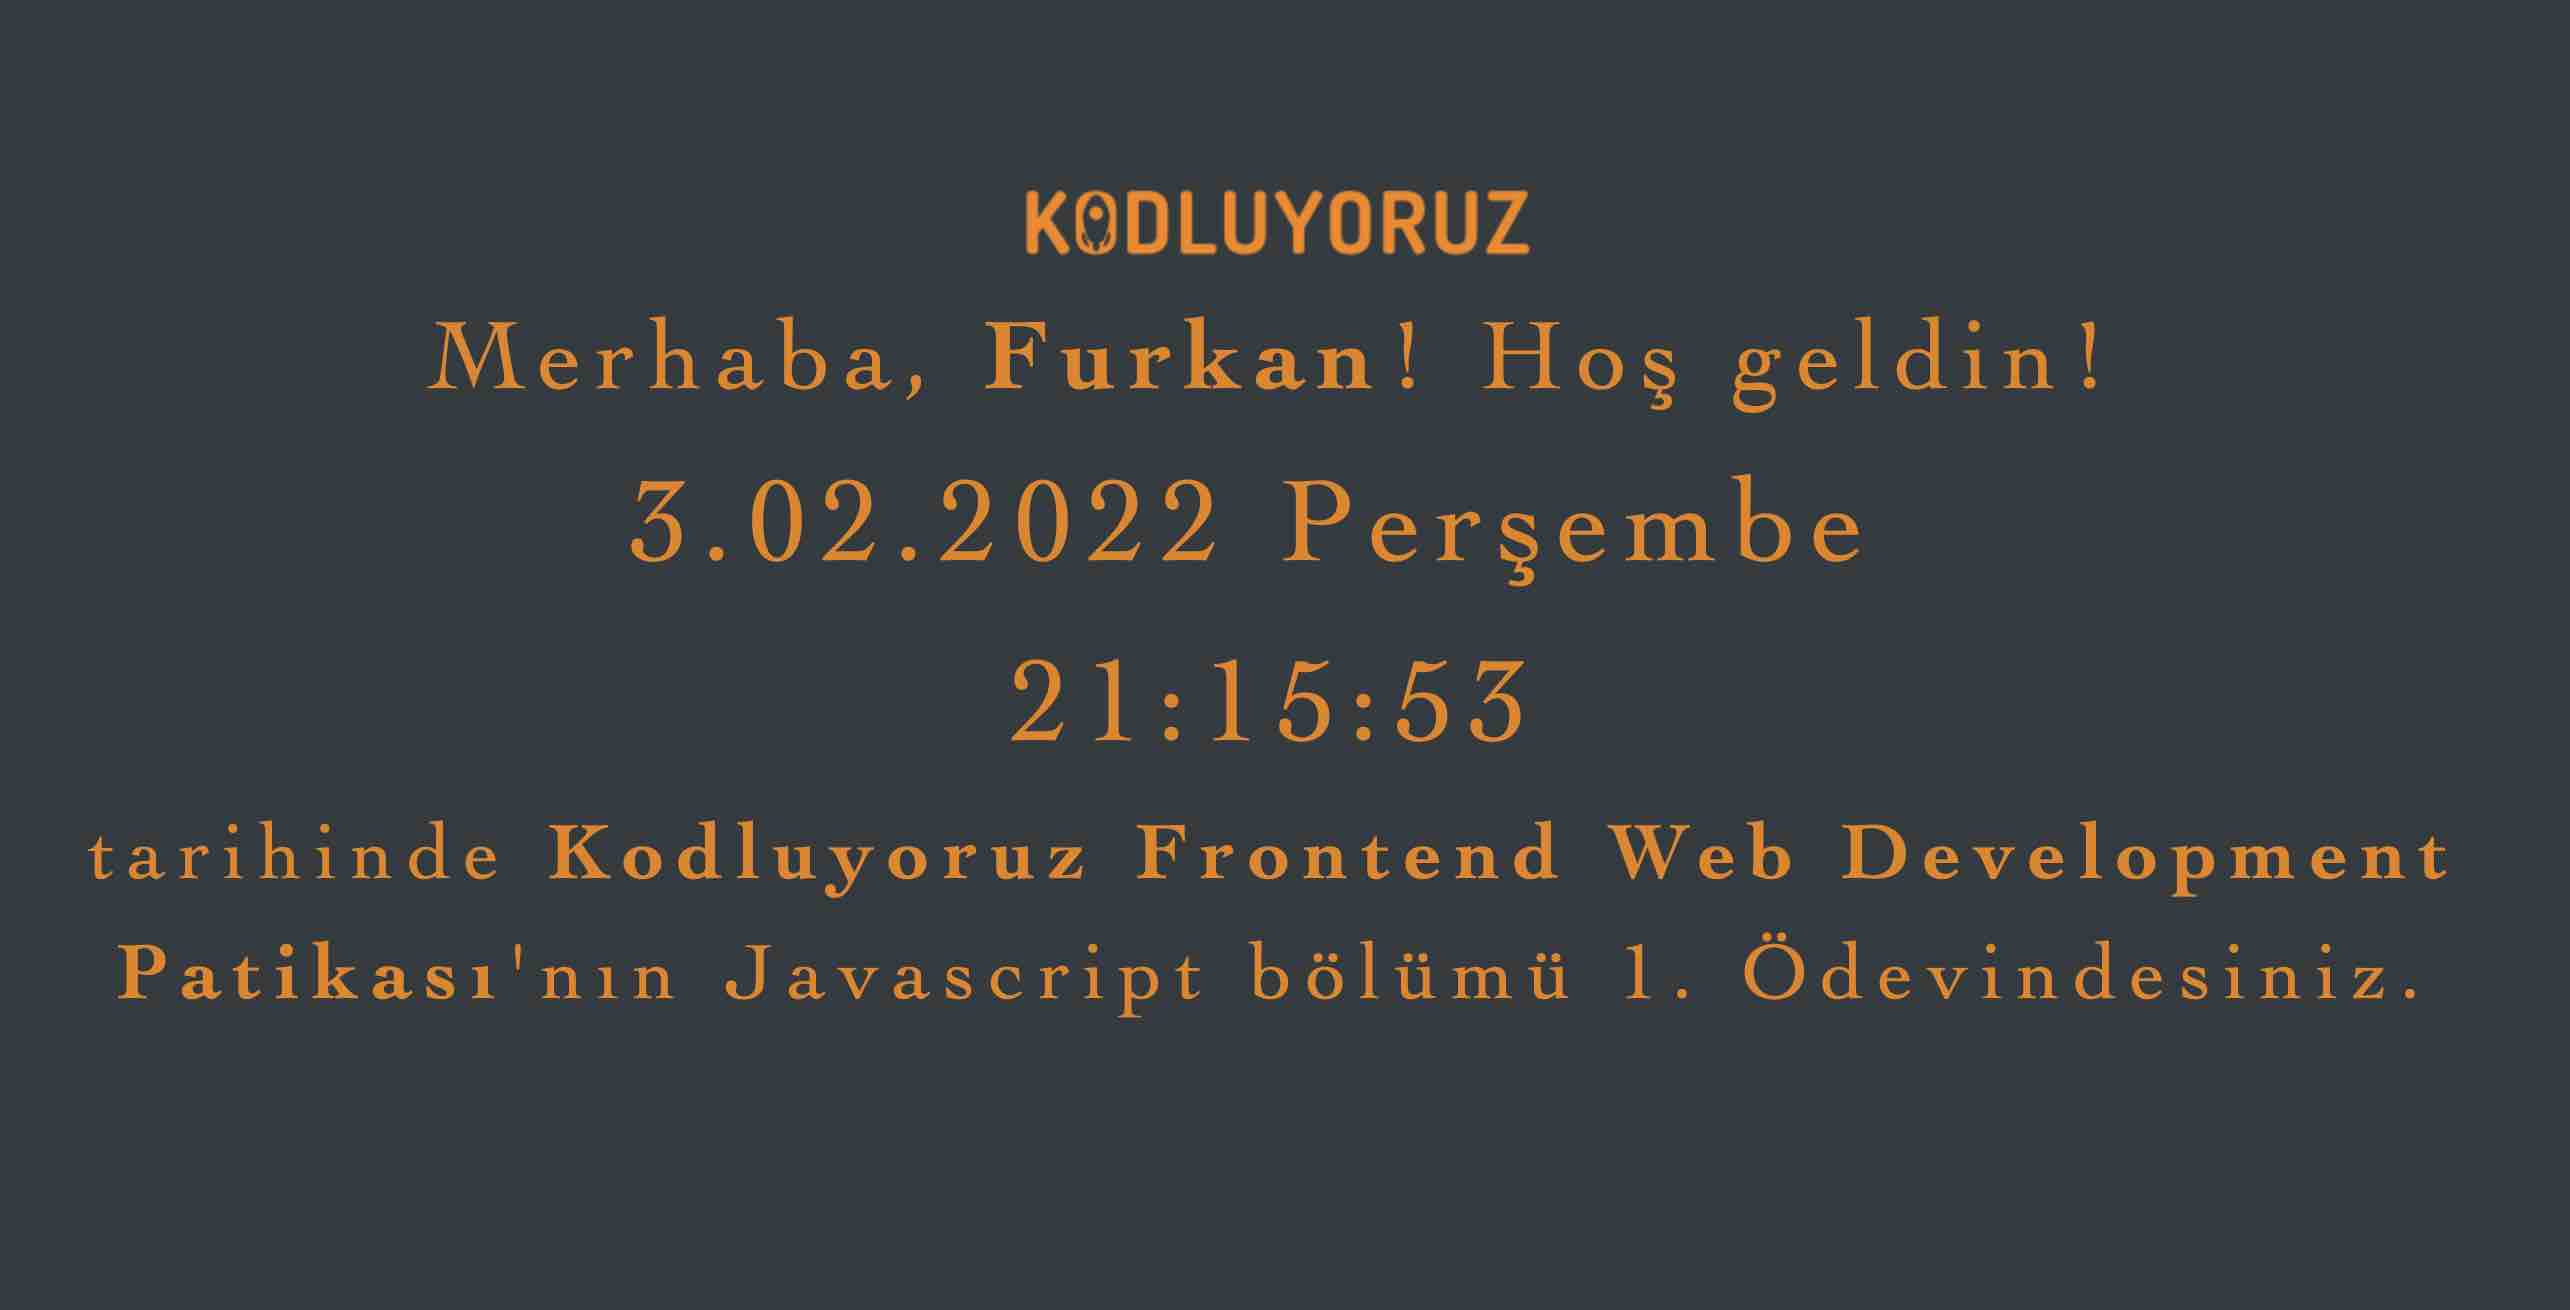 KODLUYORUZ
Merhaba, Furkan! Hoş geldin!
3.02.2022 Perşembe
21:15:53
tarihinde Kodluyoruz Frontend Web Development
Patikası'nın Javascript bölümü 1. Ödevindesiniz.